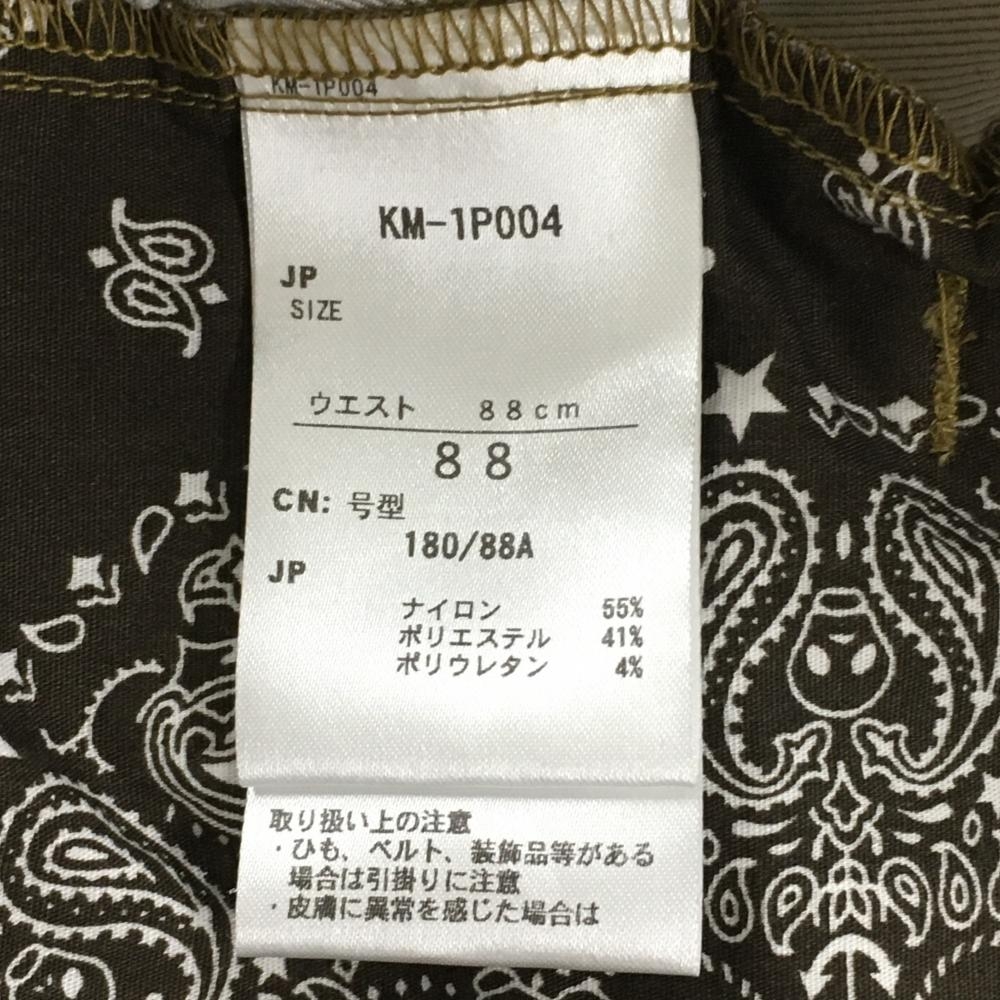 KM-1P004
KM-1P004
JP
SIZE
ウエスト 88cm
88
CN: 号型
180/88A
JP
ナイロン 55%
ポリエステル 41%
ポリウレタン 4%
取り扱い上の注意
・ひも、ベルト、装飾品等がある
場合は引掛りに注意
・皮膚に異常を感じた場合は